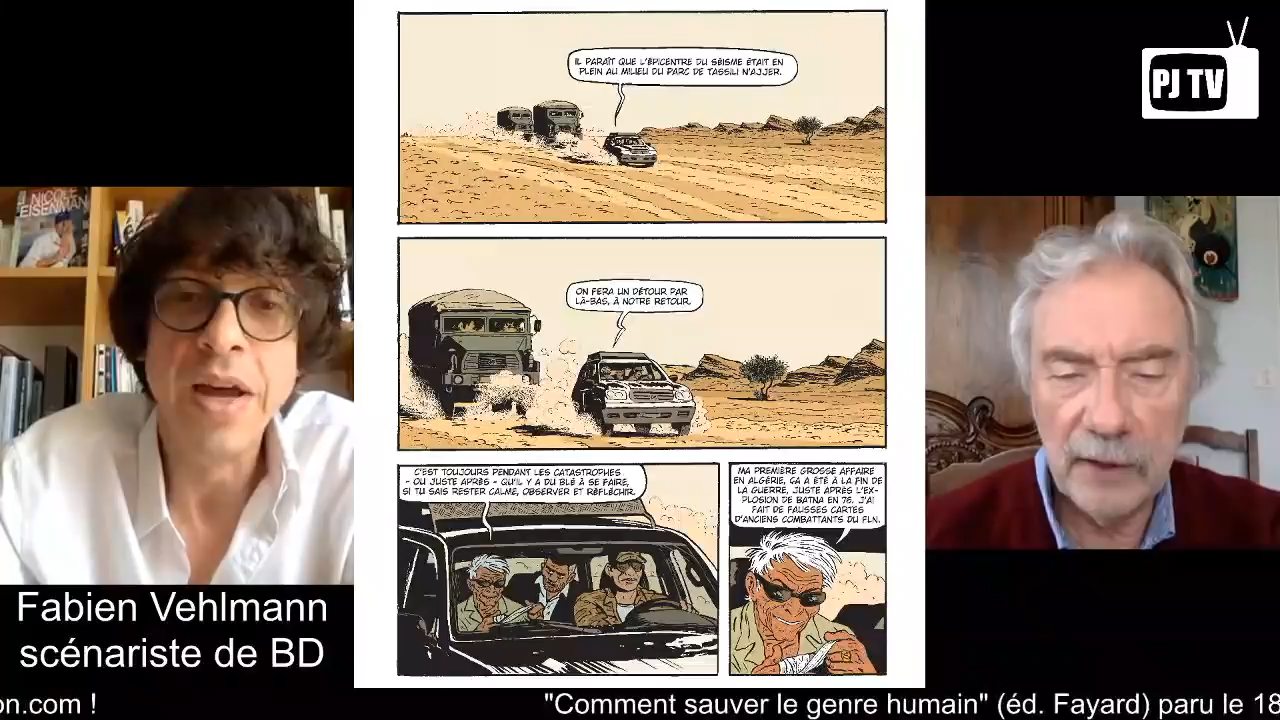 NICOLE
EISENMAN
IL PARAÎT QUE L'ÉPICENTRE DU SÉISME ÉTAIT EN
PLEIN AU MILIEU DU PARC DE TASSILI N'AJJER.
PJ TV
ON FERA UN DÉTOUR PAR
LÀ-BAS, À NOTRE RETOUR.
C'EST TOUJOURS PENDANT LES CATASTROPHES
- OU JUSTE APRÈS - QU'IL Y A DU BLÉ À SE FAIRE,
SI TU SAIS RESTER CALME, OBSERVER ET RÉFLÉCHIR.
MA PREMIÈRE GROSSE AFFAIRE
EN ALGÉRIE, ÇA A ÉTÉ À LA FIN DE
LA GUERRE, JUSTE APRÈS L'EX-
PLOSION DE BATNA EN 76. J'AI
FAIT DE FAUSSES CARTES
D'ANCIENS COMBATTANTS DU FLN.
Fabien Vehlmann
scénariste de BD
on.com !
"Comment sauver le genre humain" (éd. Fayard) paru le 18